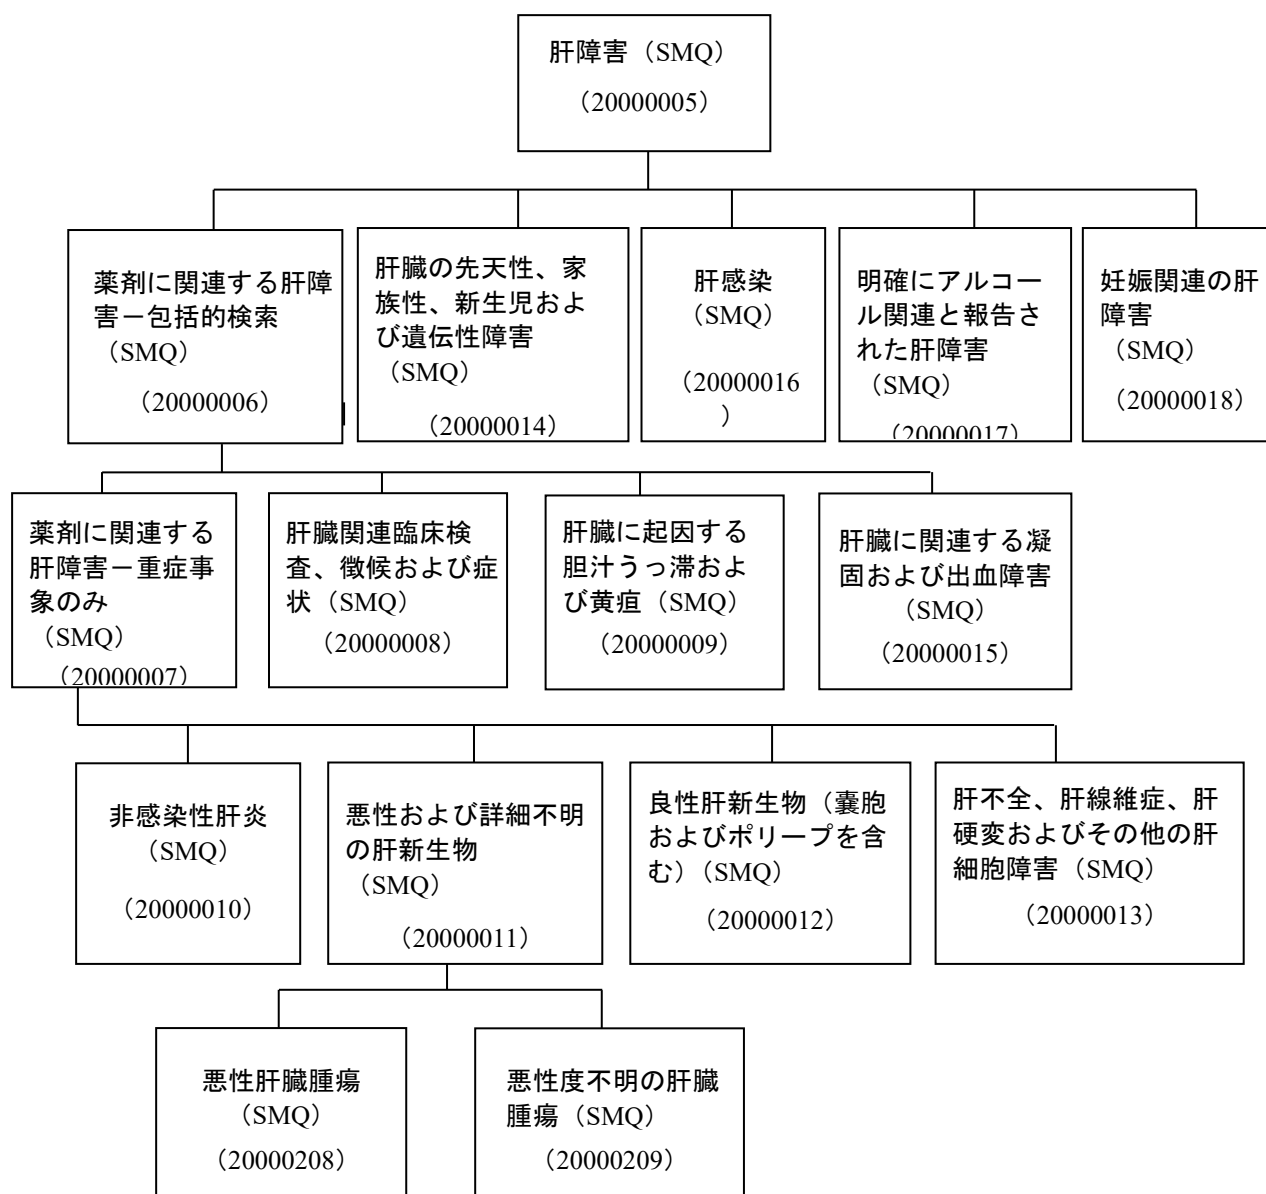 肝障害（SMQ）
（20000005）
薬剤に関連する肝障
害－包括的検索
（SMQ）
（20000006）
肝臓の先天性、家
族性、新生児およ
び遺伝性障害
（SMQ）
（20000014）
肝感染
（SMQ）
（20000016
）
明確にアルコー
ル関連と報告さ
れた肝障害
（SMQ）
（20000017）
妊娠関連の肝
障害
（SMQ）
（20000018）
薬剤に関連する
肝障害－重症事
象のみ
（SMQ）
（20000007）
肝臓関連臨床検
査、徴候および症
状（SMQ）
（20000008）
肝臓に起因する
胆汁うっ滞およ
び黄疸（SMQ）
（20000009）
肝臓に関連する凝
固および出血障害
（SMQ）
（20000015）
非感染性肝炎
（SMQ）
（20000010）
悪性および詳細不明
の肝新生物
（SMQ）
（20000011）
良性肝新生物（嚢胞
およびポリープを含
む）（SMQ）
（20000012）
肝不全、肝線維症、肝
硬変およびその他の肝
細胞障害（SMQ）
（20000013）
悪性肝臓腫瘍
（SMQ）
（20000208）
悪性度不明の肝臓
腫瘍（SMQ）
（20000209）